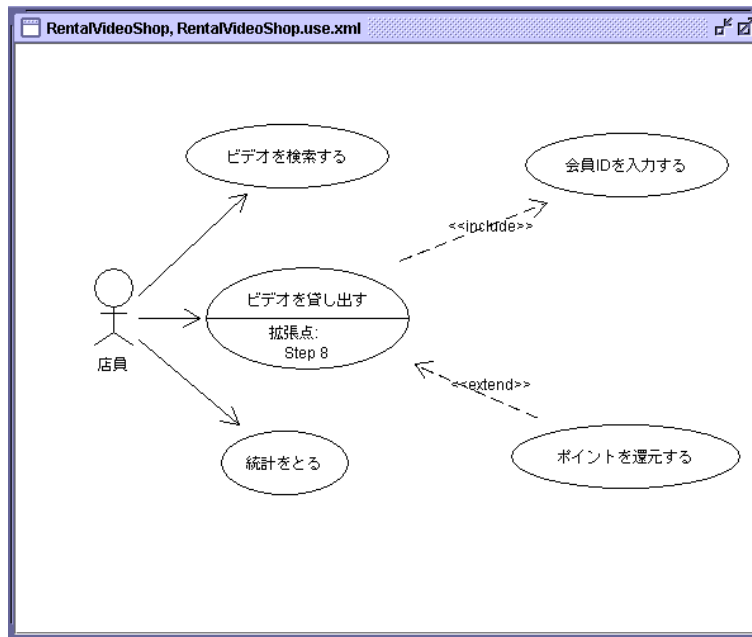 RentalVideoShop, RentalVideoShop.use.xml
ビデオを検索する
会員IDを入力する
<<include>>
ビデオを貸し出す
拡張点:
Step 8
店員
<<extend>>
統計をとる
ポイントを還元する